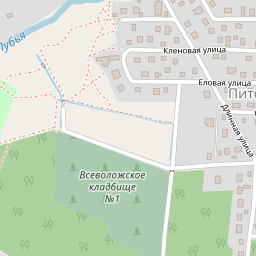 Лубья
Кленовая улица
Еловая улица
Пито
Длинная улица
Всеволожское
кладбище
№1